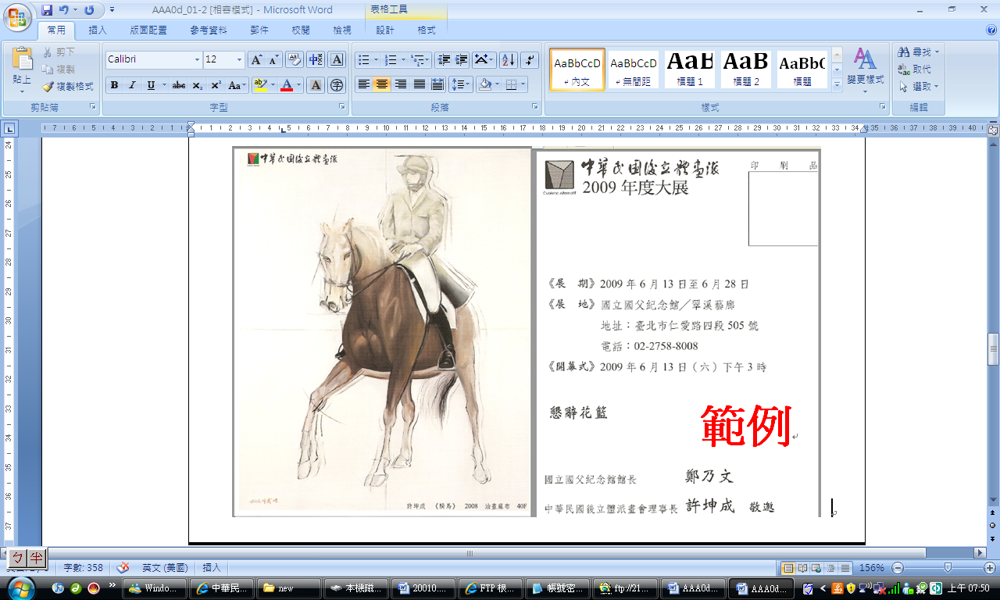 AAA0d_01-2 [相容模式] - Microsoft Word
表格工具
常用 插入 版面配置 參考資料 郵件 校閱 檢視 設計 格式
貼上
剪下
複製
複製格式
剪貼簿
Calibri 12
字型
段落
AaBbCcD 內文
AaBbCcD 無間距
AaB 標題 1
AaB 標題 2
AaBb 標題
變更樣式
樣式
尋找
取代
選取
編輯
中華民国後立體畫派
許坤成 《騎馬》 2008 油畫麻布 40F
中華民国後立體畫派
2009 年度大展
Cubisme Alternatif
印 刷 品
《展 期》2009 年 6 月 13 日至 6 月 28 日
《展 地》國立國父紀念館／翠溪藝廊
地址：臺北市仁愛路四段 505 號
電話：02-2758-8008
《開幕式》2009 年 6 月 13 日（六）下午 3 時
懇辭花籃
範例
國立國父紀念館館長 鄭乃文
中華民國後立體派畫會理事長 許坤成 敬邀
ㄅ 半
字數: 358 英文 (美國) 插入 156%
Windo... 中華民... new 本機磁... 20010... FTP 根... 帳號密... ftp://21... AAA0d... AAA0d... 上午 07:50